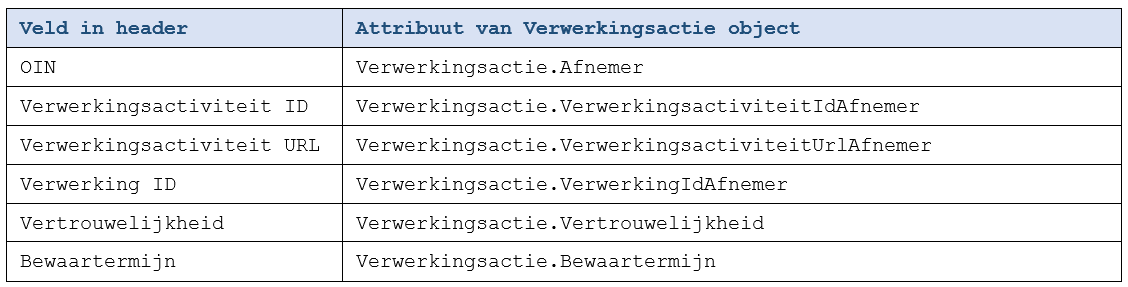 Veld in header Attribuut van Verwerkingsactie object
OIN Verwerkingsactie.Afnemer
Verwerkingsactiviteit ID Verwerkingsactie.VerwerkingsactiviteitIdAfnemer
Verwerkingsactiviteit URL Verwerkingsactie.VerwerkingsactiviteitUrlAfnemer
Verwerking ID Verwerkingsactie.VerwerkingIdAfnemer
Vertrouwelijkheid Verwerkingsactie.Vertrouwelijkheid
Bewaartermijn Verwerkingsactie.Bewaartermijn